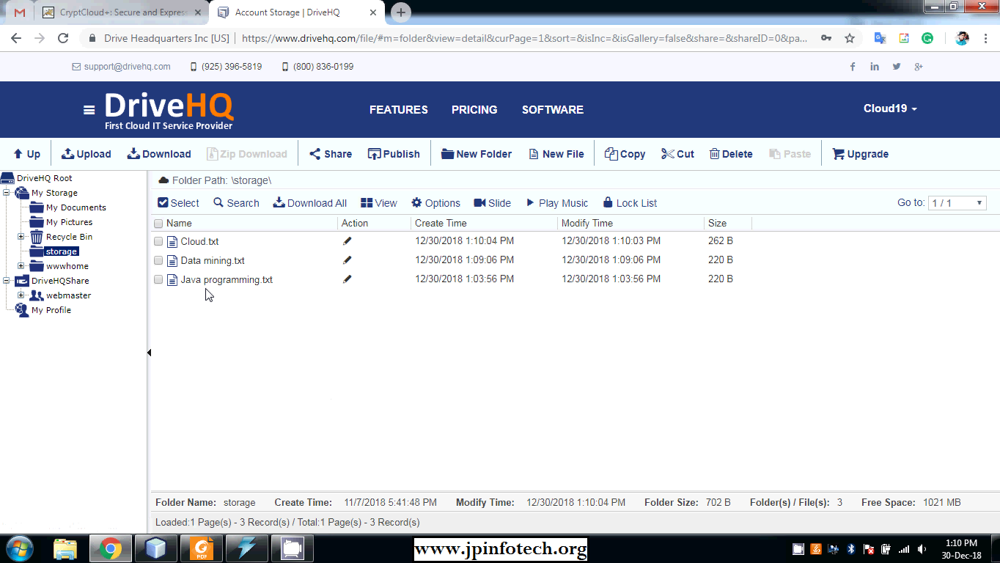 CryptCloud+: Secure and Express
Account Storage | DriveHQ
Drive Headquarters Inc [US] | https://www.drivehq.com/file/#m=folder&view=detail&curPage=1&sort=&isInc=&isGallery=false&share=&shareID=0&pa...
support@drivehq.com (925) 396-5819 (800) 836-0199
DriveHQ
First Cloud IT Service Provider
FEATURES PRICING SOFTWARE
Cloud19
Up Upload Download Zip Download Share Publish New Folder New File Copy Cut Delete Paste Upgrade
DriveHQ Root
My Storage
My Documents
My Pictures
Recycle Bin
storage
wwwhome
DriveHQShare
webmaster
My Profile
Folder Path: \storage\
Select Search Download All View Options Slide Play Music Lock List Go to: 1 / 1
Name Action Create Time Modify Time Size
Cloud.txt 12/30/2018 1:10:04 PM 12/30/2018 1:10:03 PM 262 B
Data mining.txt 12/30/2018 1:09:06 PM 12/30/2018 1:09:06 PM 220 B
Java programming.txt 12/30/2018 1:03:56 PM 12/30/2018 1:03:56 PM 220 B
Folder Name: storage Create Time: 11/7/2018 5:41:48 PM Modify Time: 12/30/2018 1:10:04 PM Folder Size: 702 B Folder(s) / File(s): 3 Free Space: 1021 MB
Loaded:1 Page(s) - 3 Record(s) / Total:1 Page(s) - 3 Record(s)
PDF
www.jpinfotech.org
1:10 PM
30-Dec-18